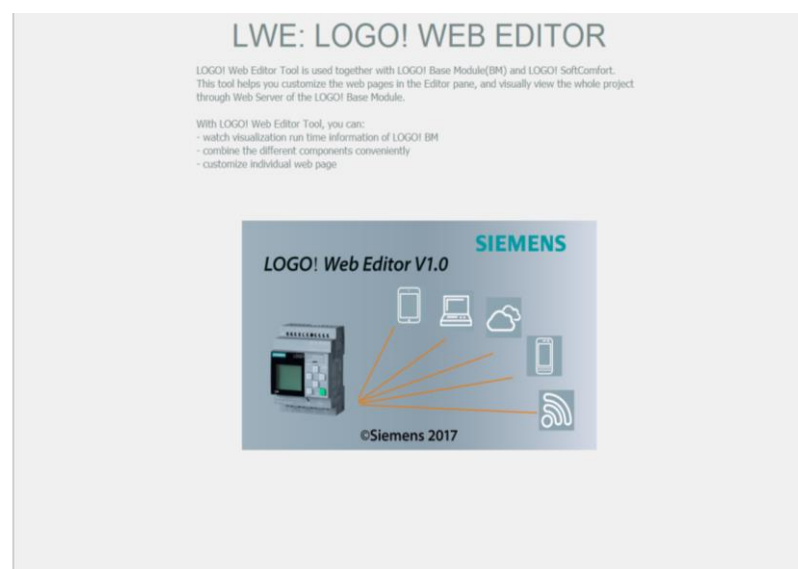 LWE: LOGO! WEB EDITOR
LOGO! Web Editor Tool is used together with LOGO! Base Module(BM) and LOGO! SoftComfort.
This tool helps you customize the web pages in the Editor pane, and visually view the whole project
through Web Server of the LOGO! Base Module.
With LOGO! Web Editor Tool, you can:
- watch visualization run time information of LOGO! BM
- combine the different components conveniently
- customize individual web page
SIEMENS
LOGO! Web Editor V1.0
©Siemens 2017